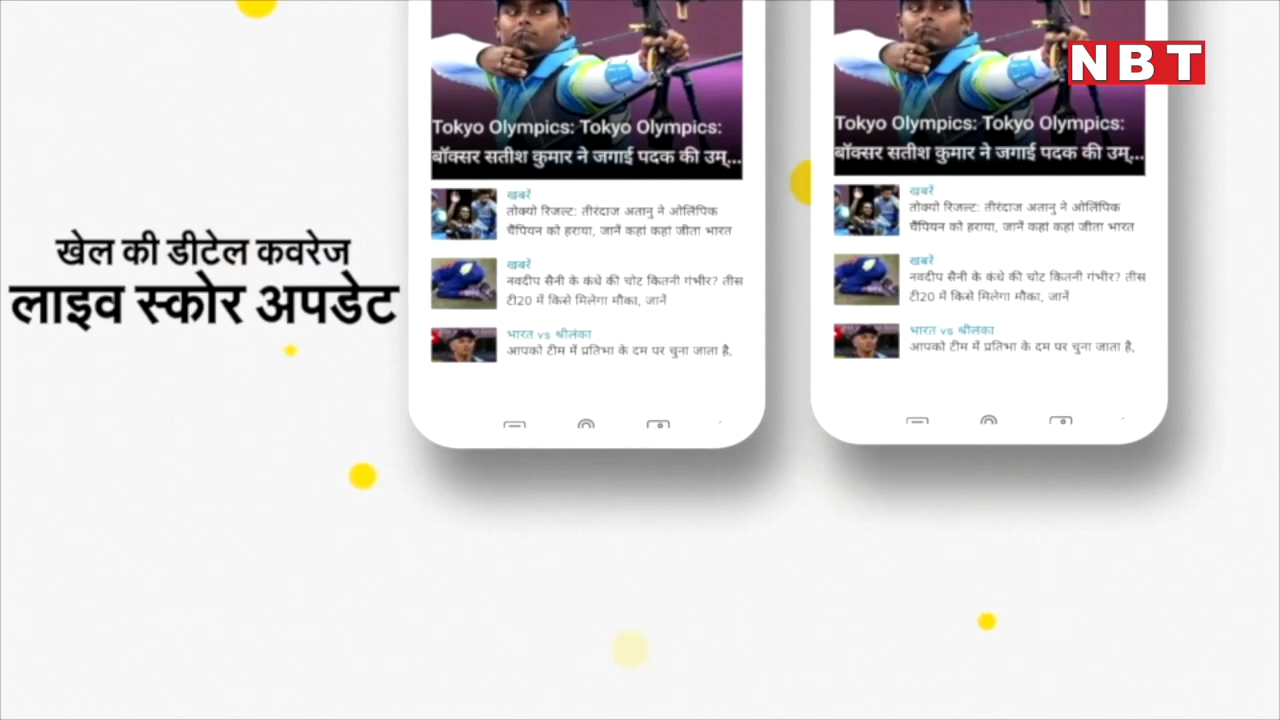 NBT
खेल की डीटेल कवरेज
लाइव स्कोर अपडेट
Tokyo Olympics: Tokyo Olympics:
बॉक्सर सतीश कुमार ने जगाई पदक की उम्...
खबरें
तोक्यो रिजल्ट: तीरंदाज अतानु ने ओलिंपिक
चैंपियन को हराया, जानें कहां कहां जीता भारत
खबरें
नवदीप सैनी के कंधे की चोट कितनी गंभीर? तीस
टी20 में किसे मिलेगा मौका, जानें
भारत vs श्रीलंका
आपको टीम में प्रतिभा के दम पर चुना जाता है,
Tokyo Olympics: Tokyo Olympics:
बॉक्सर सतीश कुमार ने जगाई पदक की उम्...
खबरें
तोक्यो रिजल्ट: तीरंदाज अतानु ने ओलिंपिक
चैंपियन को हराया, जानें कहां कहां जीता भारत
खबरें
नवदीप सैनी के कंधे की चोट कितनी गंभीर? तीस
टी20 में किसे मिलेगा मौका, जानें
भारत vs श्रीलंका
आपको टीम में प्रतिभा के दम पर चुना जाता है,